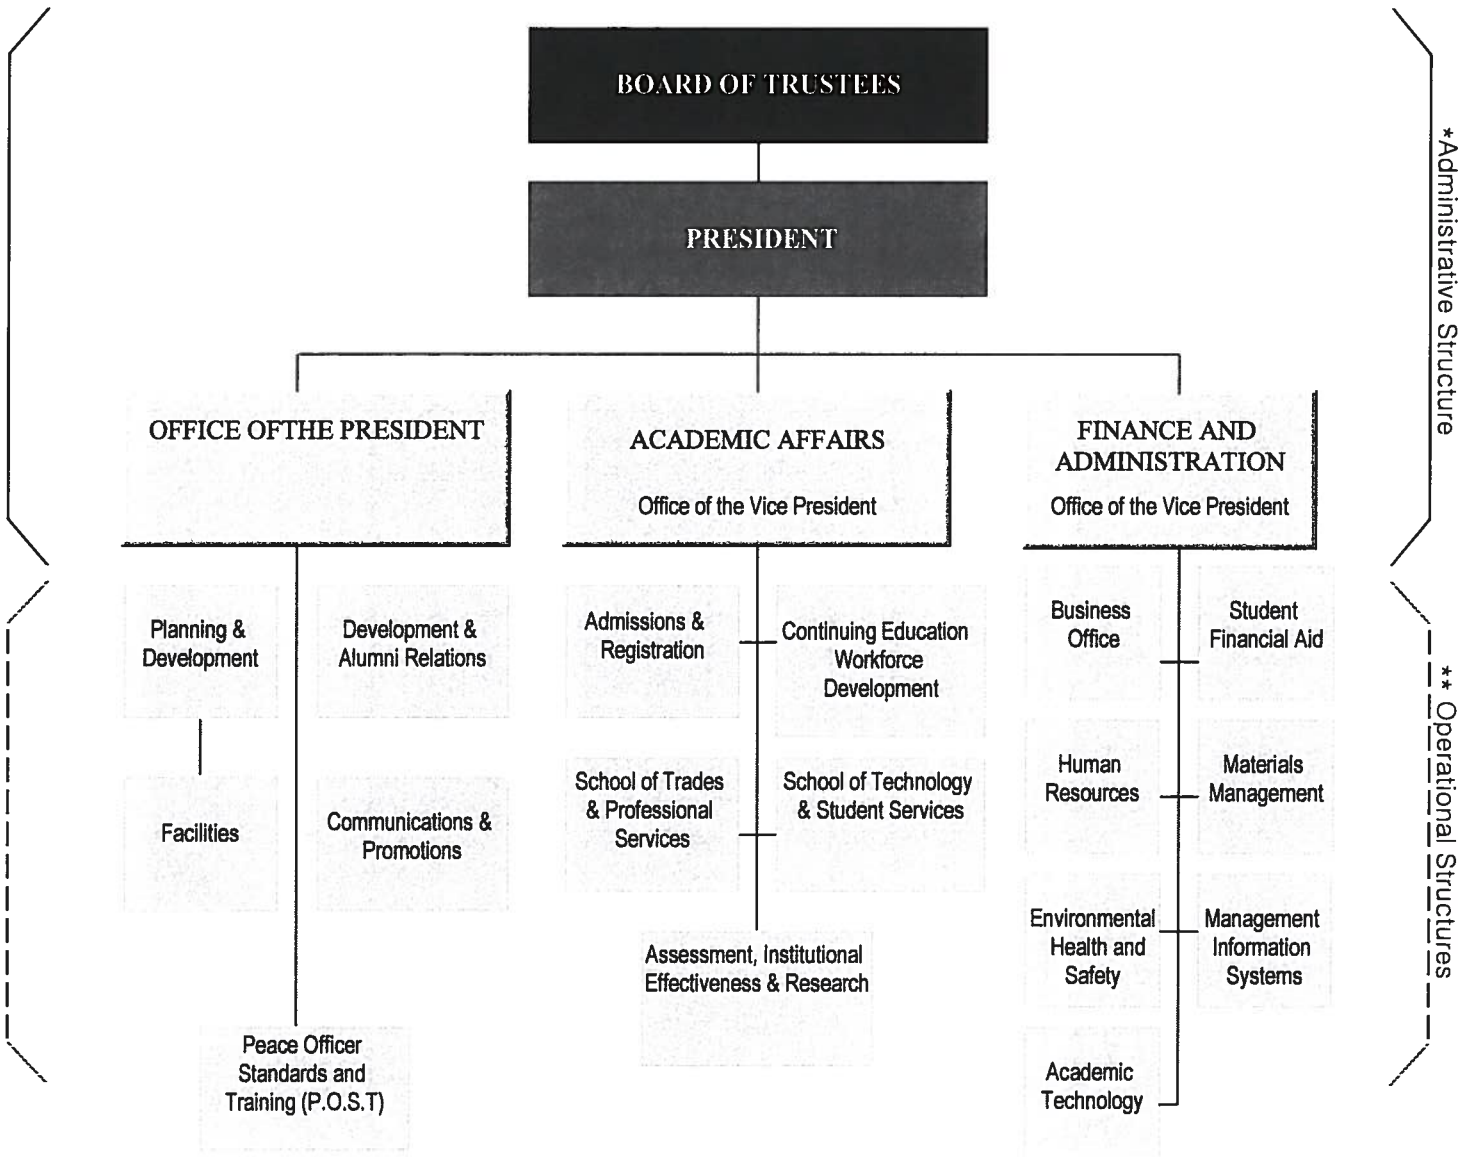 BOARD OF TRUSTEES
PRESIDENT
*Administrative Structure
OFFICE OFTHE PRESIDENT
ACADEMIC AFFAIRS
Office of the Vice President
FINANCE AND
ADMINISTRATION
Office of the Vice President
** Operational Structures
Planning &
Development
Development &
Alumni Relations
Facilities
Communications &
Promotions
Peace Officer
Standards and
Training (P.O.S.T)
Admissions &
Registration
Continuing Education
Workforce
Development
School of Trades
& Professional
Services
School of Technology
& Student Services
Assessment, Institutional
Effectiveness & Research
Business
Office
Student
Financial Aid
Human
Resources
Materials
Management
Environmental
Health and
Safety
Management
Information
Systems
Academic
Technology